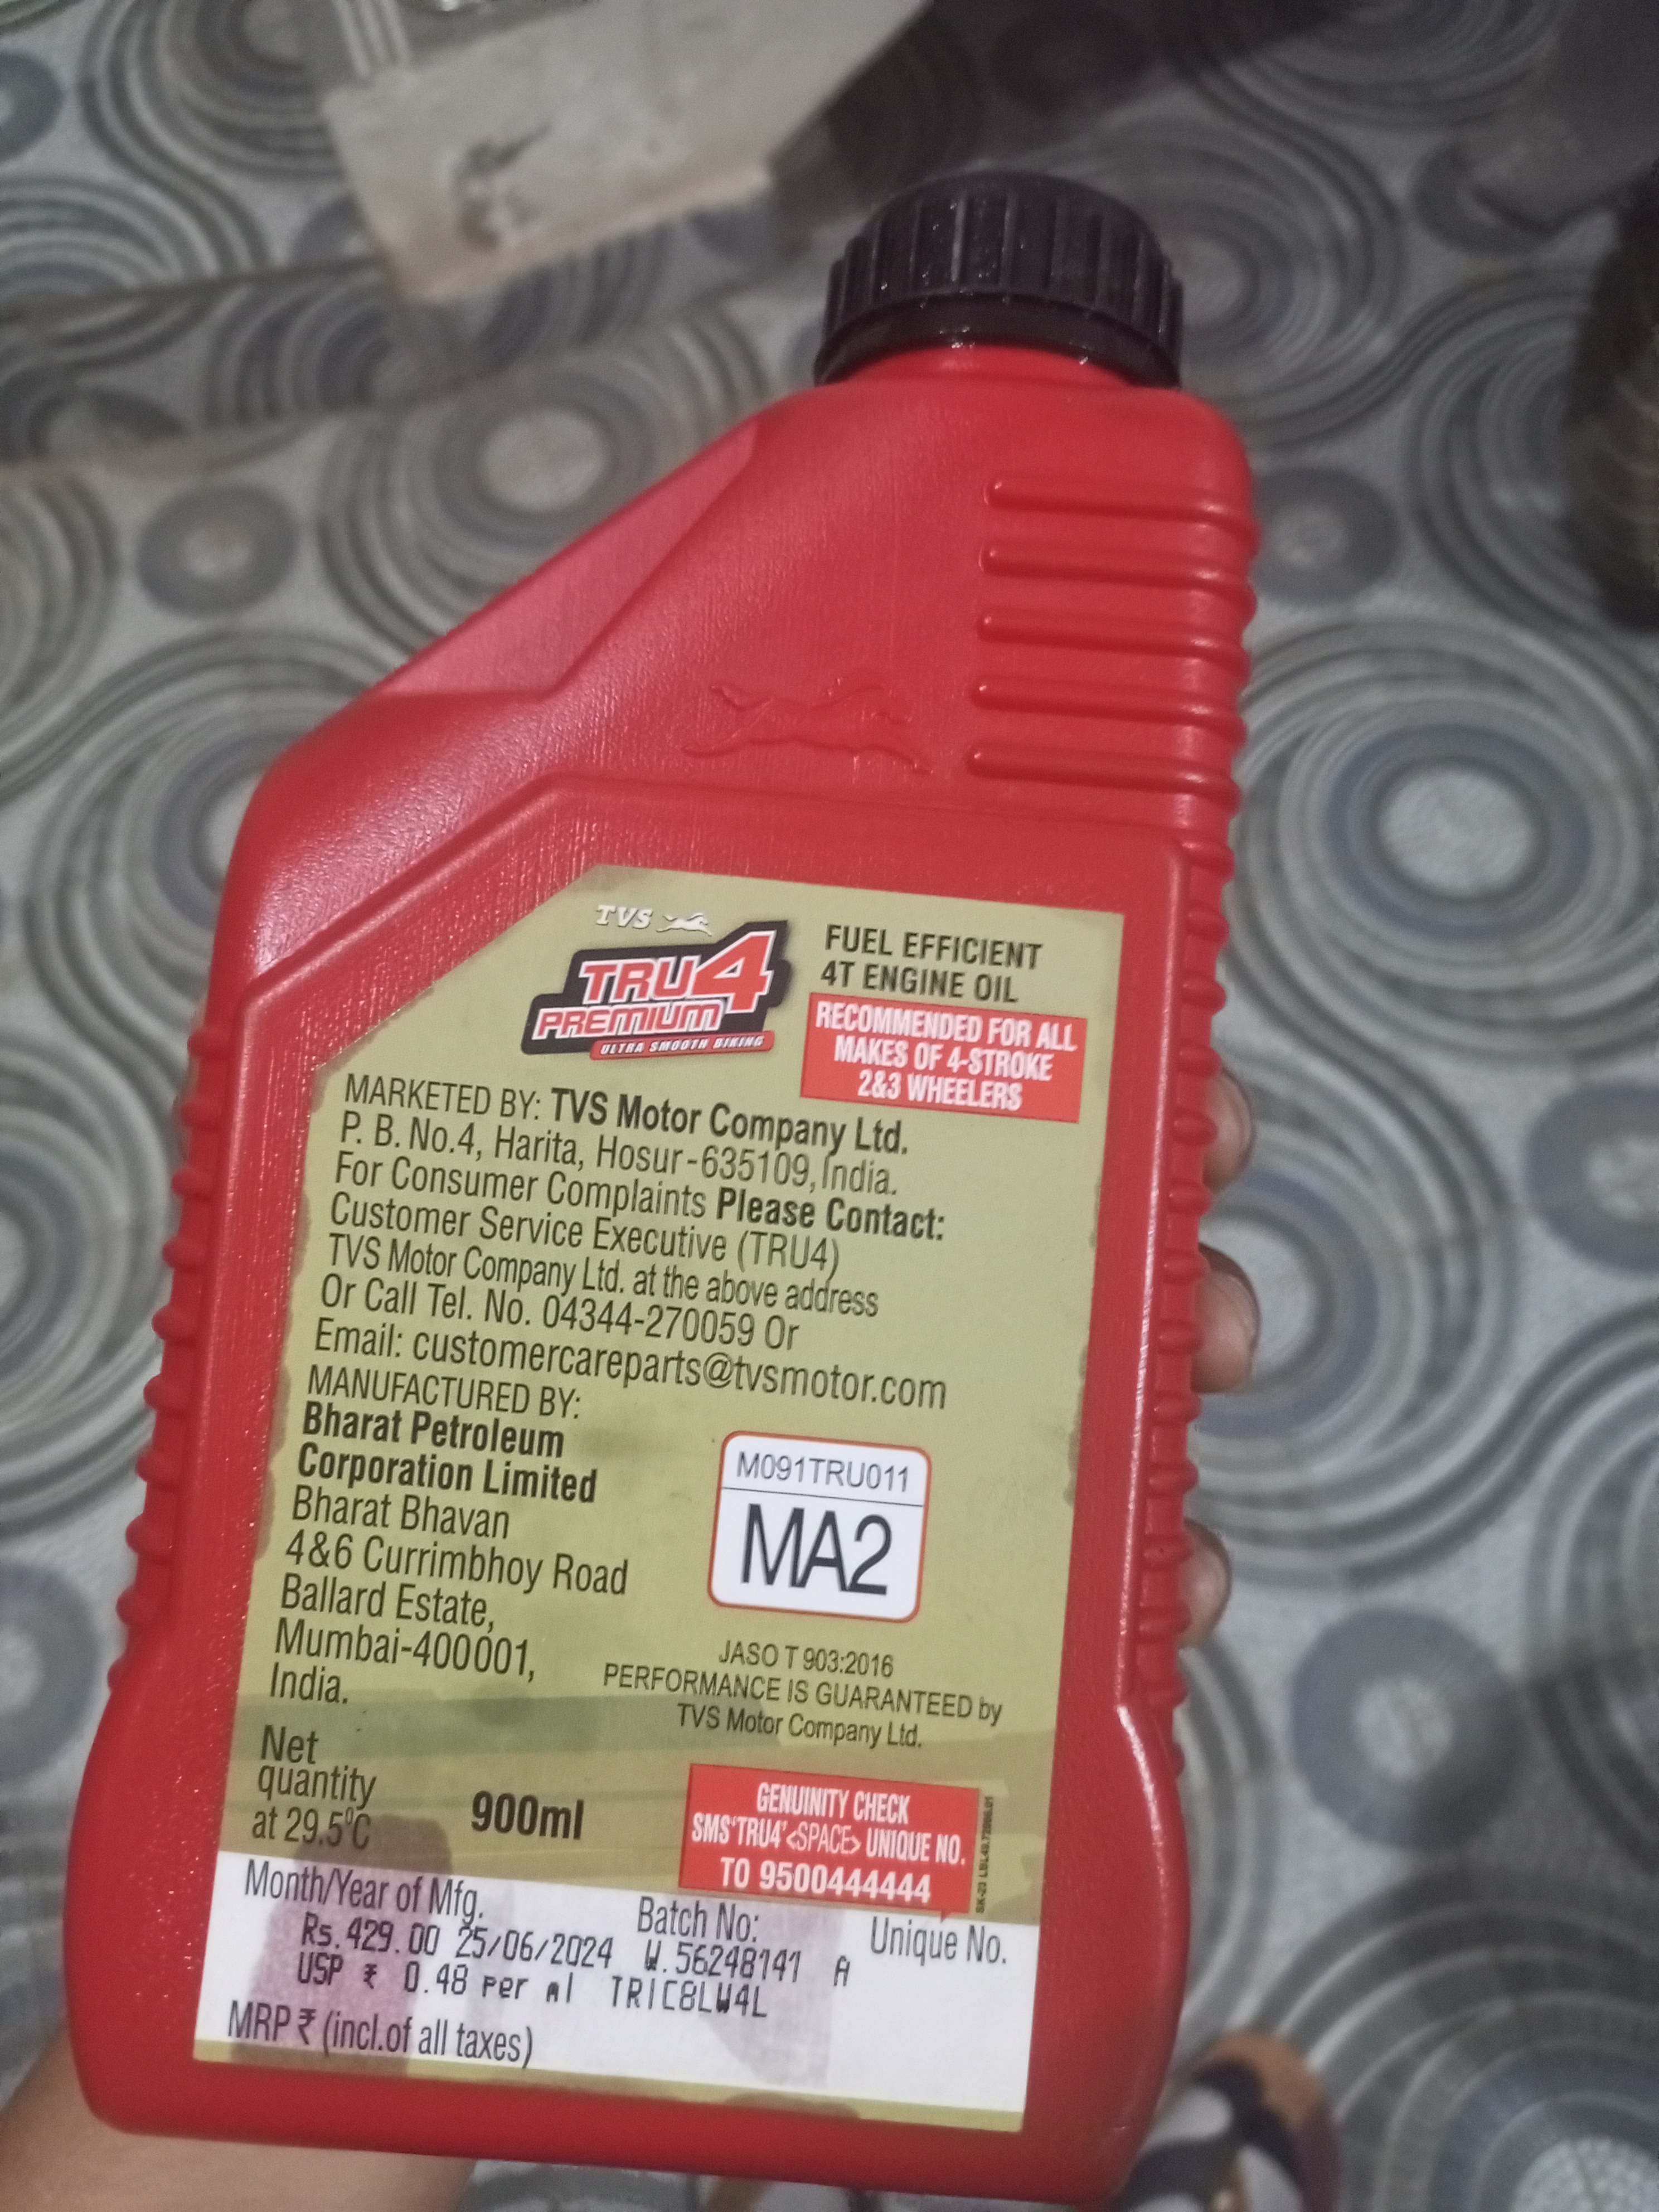 TVS
TRU4
PREMIUM
ULTRA SMOOTH BIKING
FUEL EFFICIENT
4T ENGINE OIL
RECOMMENDED FOR ALL
MAKES OF 4-STROKE
2&3 WHEELERS
MARKETED BY: TVS Motor Company Ltd.
P. B. No.4, Harita, Hosur-635109, India.
For Consumer Complaints Please Contact:
Customer Service Executive (TRU4)
TVS Motor Company Ltd. at the above address
Or Call Tel. No. 04344-270059 Or
Email: customercareparts@tvsmotor.com
MANUFACTURED BY:
Bharat Petroleum
Corporation Limited
Bharat Bhavan
4&6 Currimbhoy Road
Ballard Estate,
Mumbai-400001,
India.
M091TRU011
MA2
JASO T 903:2016
PERFORMANCE IS GUARANTEED by
TVS Motor Company Ltd.
Net
quantity
at 29.5⁰C
900ml
GENUINITY CHECK
SMS‘TRU4’<SPACE> UNIQUE NO.
TO 9500444444
Month/Year of Mfg.
Batch No:
Unique No.
Rs.429.00 25/06/2024 W.56248141 A
USP ₹ 0.48 Per ml TRIC8LW4L
MRP ₹ (incl.of all taxes)